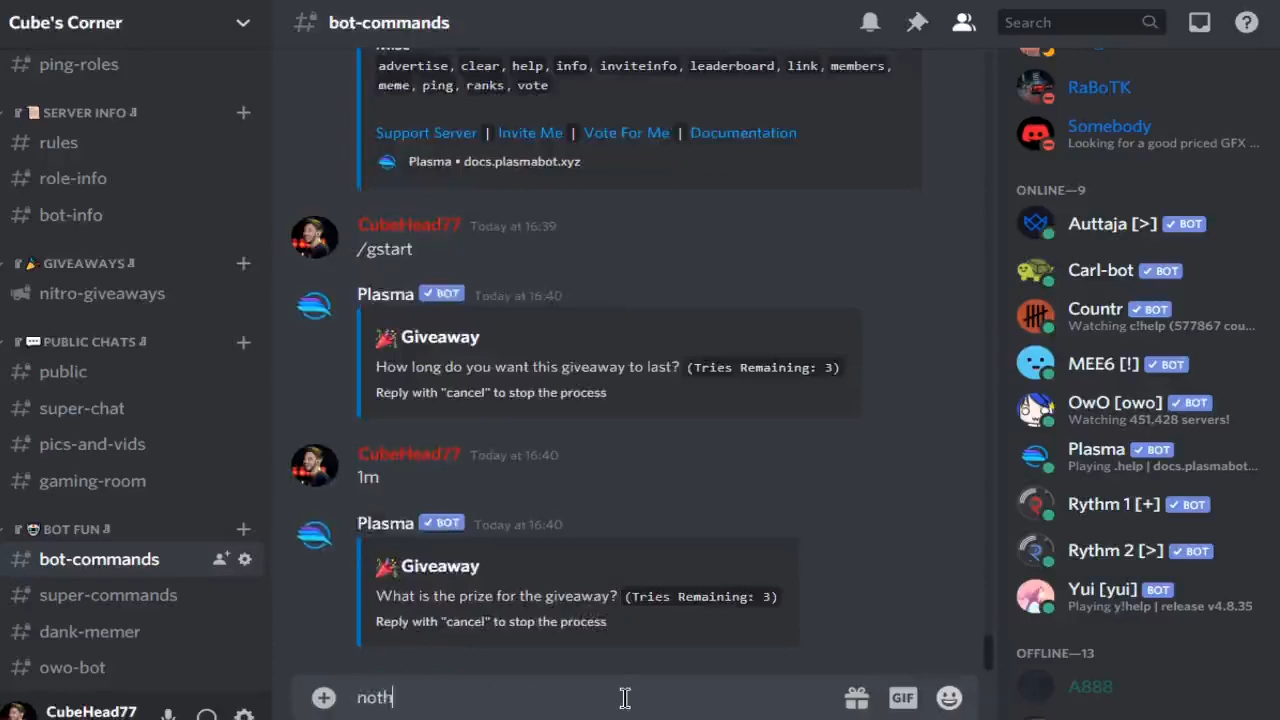 Cube's Corner
ping-roles
SERVER INFO
rules
role-info
bot-info
GIVEAWAYS
nitro-giveaways
PUBLIC CHATS
public
super-chat
pics-and-vids
gaming-room
BOT FUN
bot-commands
super-commands
dank-memer
owo-bot
CubeHead77
bot-commands
Search
advertise, clear, help, info, inviteinfo, leaderboard, link, members,
meme, ping, ranks, vote
Support Server | Invite Me | Vote For Me | Documentation
Plasma • docs.plasmabot.xyz
CubeHead77 Today at 16:39
/gstart
Plasma BOT Today at 16:40
Giveaway
How long do you want this giveaway to last? (Tries Remaining: 3)
Reply with "cancel" to stop the process
CubeHead77 Today at 16:40
1m
Plasma BOT Today at 16:40
Giveaway
What is the prize for the giveaway? (Tries Remaining: 3)
Reply with "cancel" to stop the process
noth
GIF
RaBoTK
Somebody
Looking for a good priced GFX ...
ONLINE—9
Auttaja [>] BOT
Carl-bot BOT
Countr BOT
Watching c!help (577867 cou...
MEE6 [!] BOT
OwO [owo] BOT
Watching 451,428 servers!
Plasma BOT
Playing .help | docs.plasmabot...
Rythm 1 [+] BOT
Rythm 2 [>] BOT
Yui [yui] BOT
Playing y!help | release v4.8.35
OFFLINE—13
A888